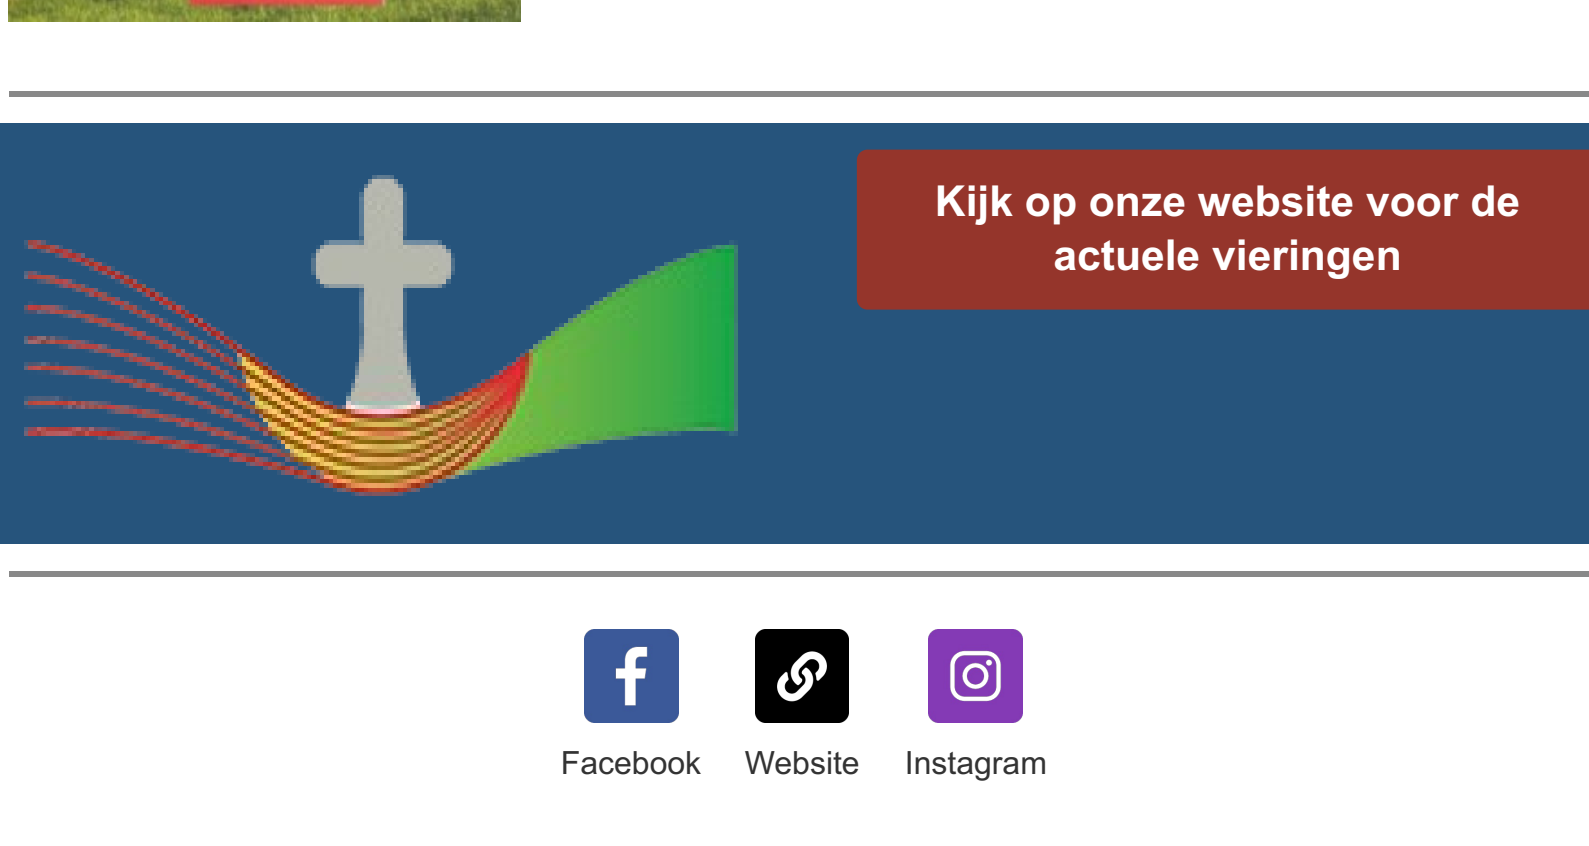 Kijk op onze website voor de
actuele vieringen
Facebook Website Instagram